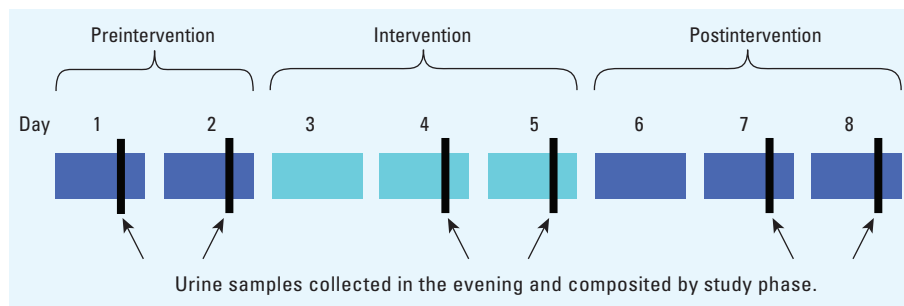 Preintervention Intervention Postintervention
Day 1 2 3 4 5 6 7 8
Urine samples collected in the evening and composited by study phase.